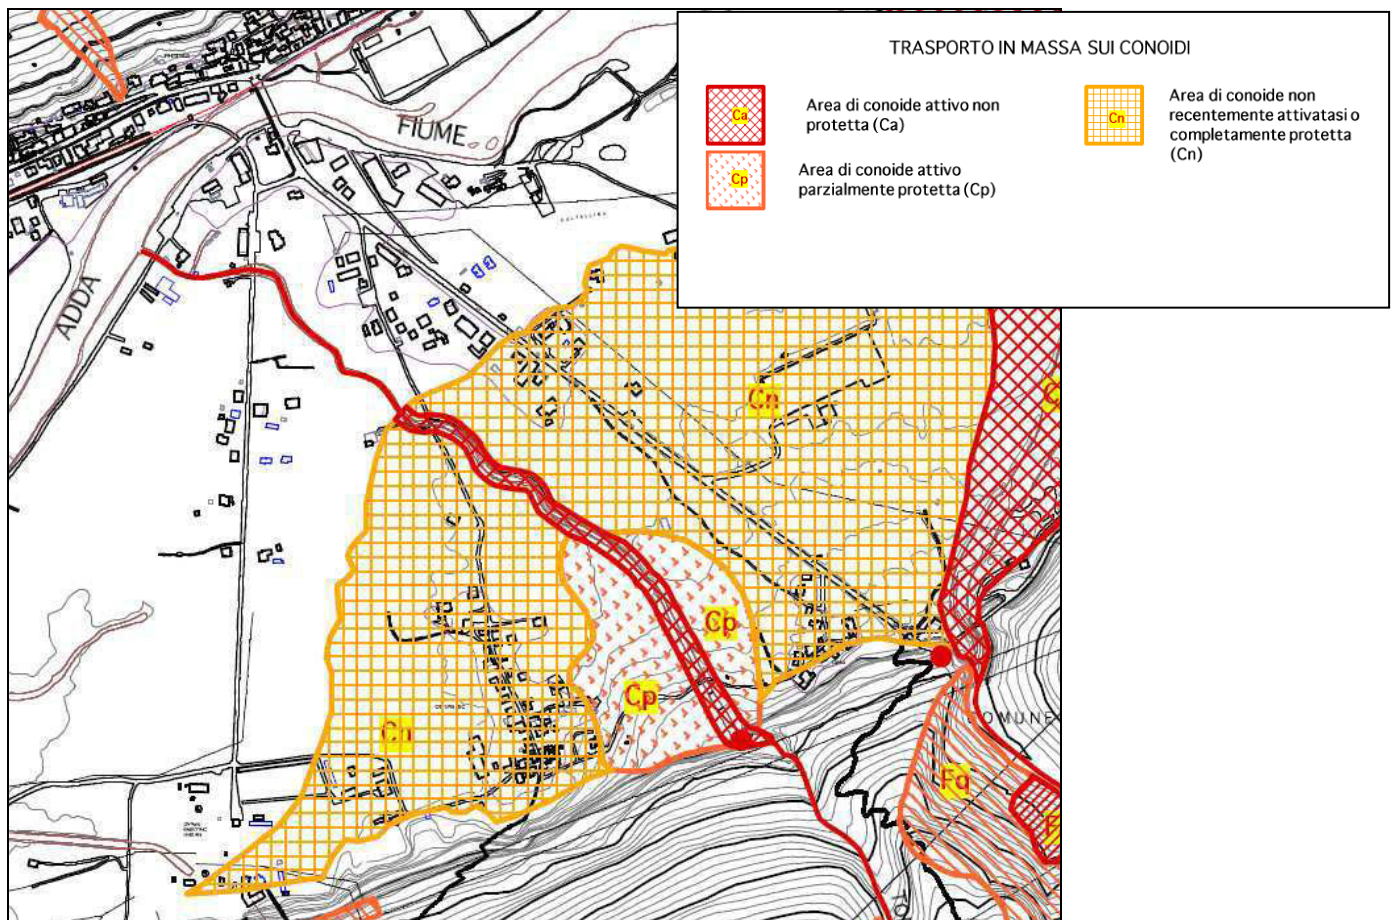 TRASPORTO IN MASSA SUI CONOIDI
Ca
Area di conoide attivo non
protetta (Ca)
Cp
Area di conoide attivo
parzialmente protetta (Cp)
Cn
Area di conoide non
recentemente attivatasi o
completamente protetta
(Cn)
FIUME
ADDA
Cn
Cp
Cp
Cn
COMUNE
Fq